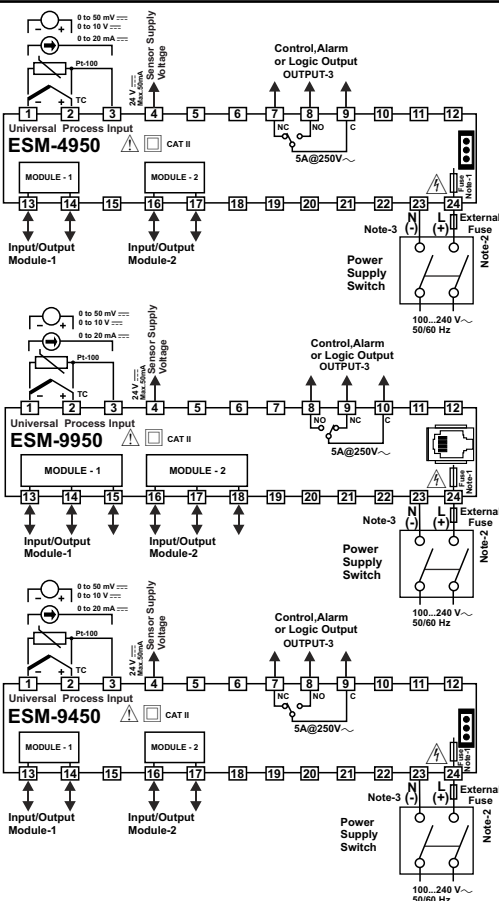 0 to 50 mV ⎓
0 to 10 V ⎓
0 to 20 mA ⎓
Pt-100
TC
24 V ⎓
Max.50mA
Sensor Supply
Voltage
Control,Alarm
or Logic Output
OUTPUT-3
1 2 3 4 5 6 7 8 9 10 11 12
NC NO C
5A@250V～
Universal Process Input
ESM-4950 CAT II
MODULE - 1 MODULE - 2
Fuse
Note-1
13 14 15 16 17 18 19 20 21 22 23 24
Input/Output
Module-1
Input/Output
Module-2
Note-3
N
(-)
L
(+)
External
Fuse
Note-2
Power
Supply
Switch
100...240 V～
50/60 Hz
0 to 50 mV ⎓
0 to 10 V ⎓
0 to 20 mA ⎓
Pt-100
TC
24 V ⎓
Max.50mA
Sensor Supply
Voltage
Control,Alarm
or Logic Output
OUTPUT-3
1 2 3 4 5 6 7 8 9 10 11 12
NO NC C
5A@250V～
Universal Process Input
ESM-9950 CAT II
MODULE - 1 MODULE - 2
Fuse
Note-1
13 14 15 16 17 18 19 20 21 22 23 24
Input/Output
Module-1
Input/Output
Module-2
Note-3
N
(-)
L
(+)
External
Fuse
Note-2
Power
Supply
Switch
100...240 V～
50/60 Hz
0 to 50 mV ⎓
0 to 10 V ⎓
0 to 20 mA ⎓
Pt-100
TC
24 V ⎓
Max.50mA
Sensor Supply
Voltage
Control,Alarm
or Logic Output
OUTPUT-3
1 2 3 4 5 6 7 8 9 10 11 12
NC NO C
5A@250V～
Universal Process Input
ESM-9450 CAT II
MODULE - 1 MODULE - 2
Fuse
Note-1
13 14 15 16 17 18 19 20 21 22 23 24
Input/Output
Module-1
Input/Output
Module-2
Note-3
N
(-)
L
(+)
External
Fuse
Note-2
Power
Supply
Switch
100...240 V～
50/60 Hz